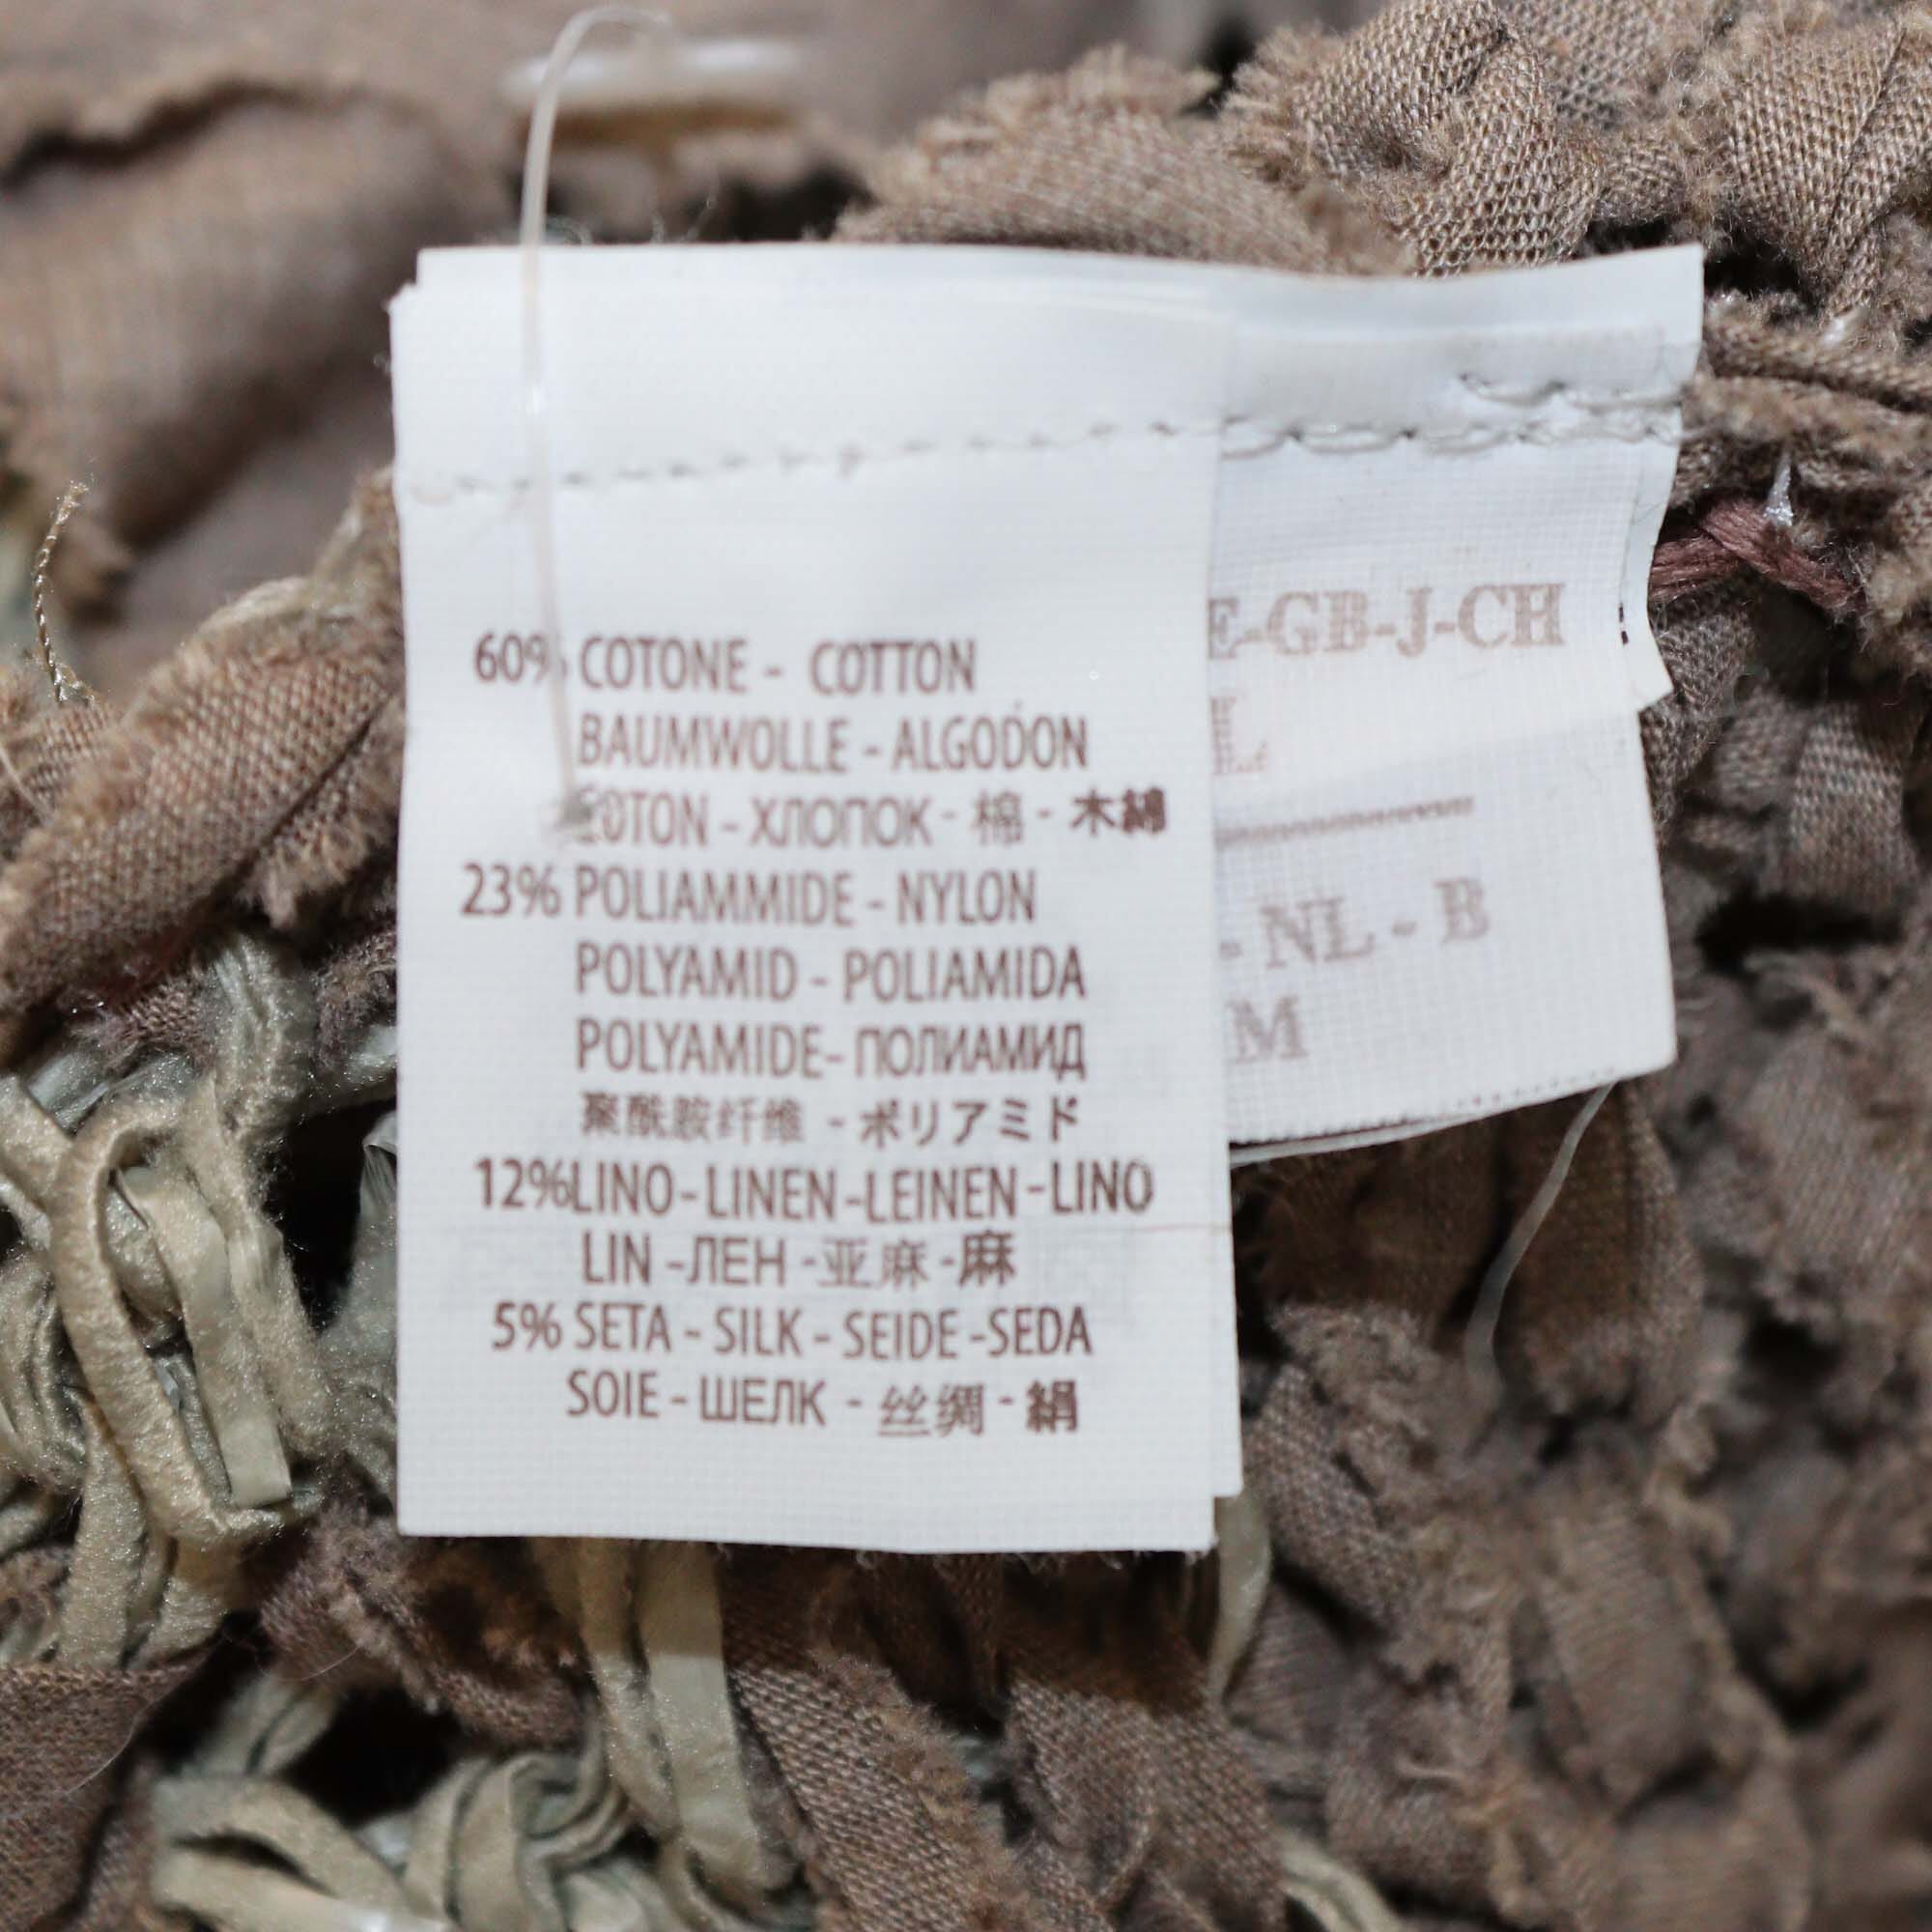 60% COTONE - COTTON
BAUMWOLLE - ALGODÓN
COTON - ХЛОПОК - 棉 - 木綿
23% POLIAMMIDE - NYLON
POLYAMID - POLIAMIDA
POLYAMIDE- ПОЛИАМИД
聚酰胺纤维 - ポリアミド
12%LINO-LINEN-LEINEN-LINO
LIN -ЛЕН -亚麻 -麻
5% SETA - SILK - SEIDE -SEDA
SOIE - ШЕЛК - 丝绸 - 絹
E-GB-J-CH
- NL - B
M